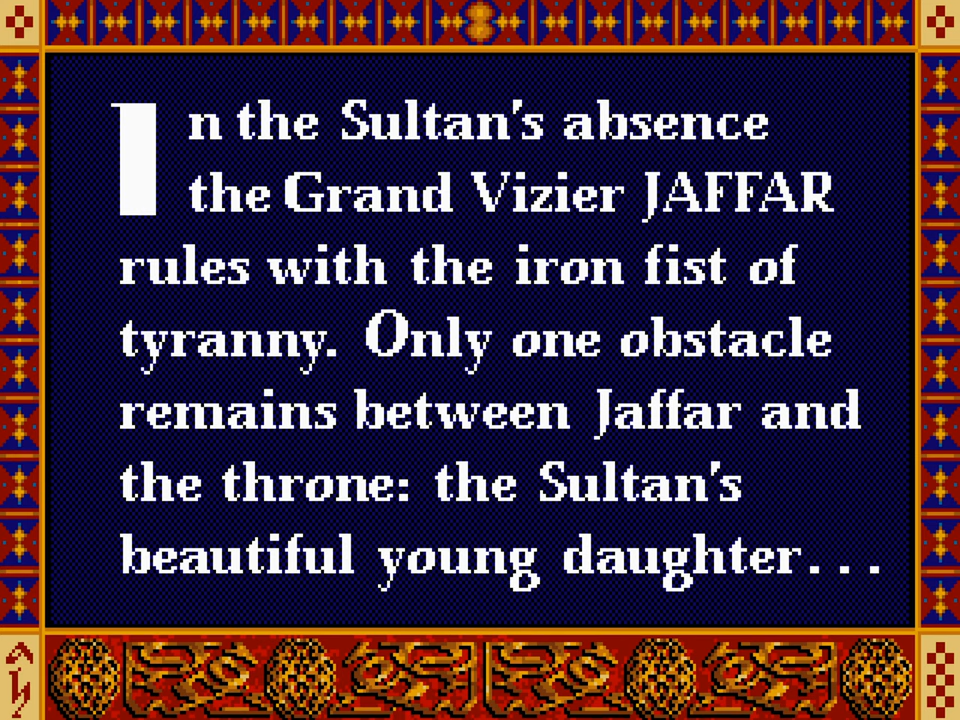 In the Sultan's absence
the Grand Vizier JAFFAR
rules with the iron fist of
tyranny. Only one obstacle
remains between Jaffar and
the throne: the Sultan's
beautiful young daughter...